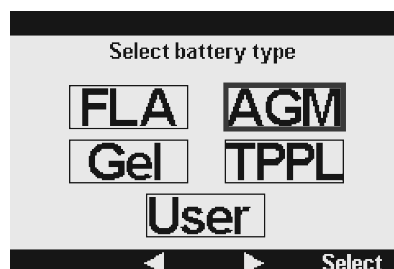 Select battery type
FLA AGM
Gel TPPL
User
Select